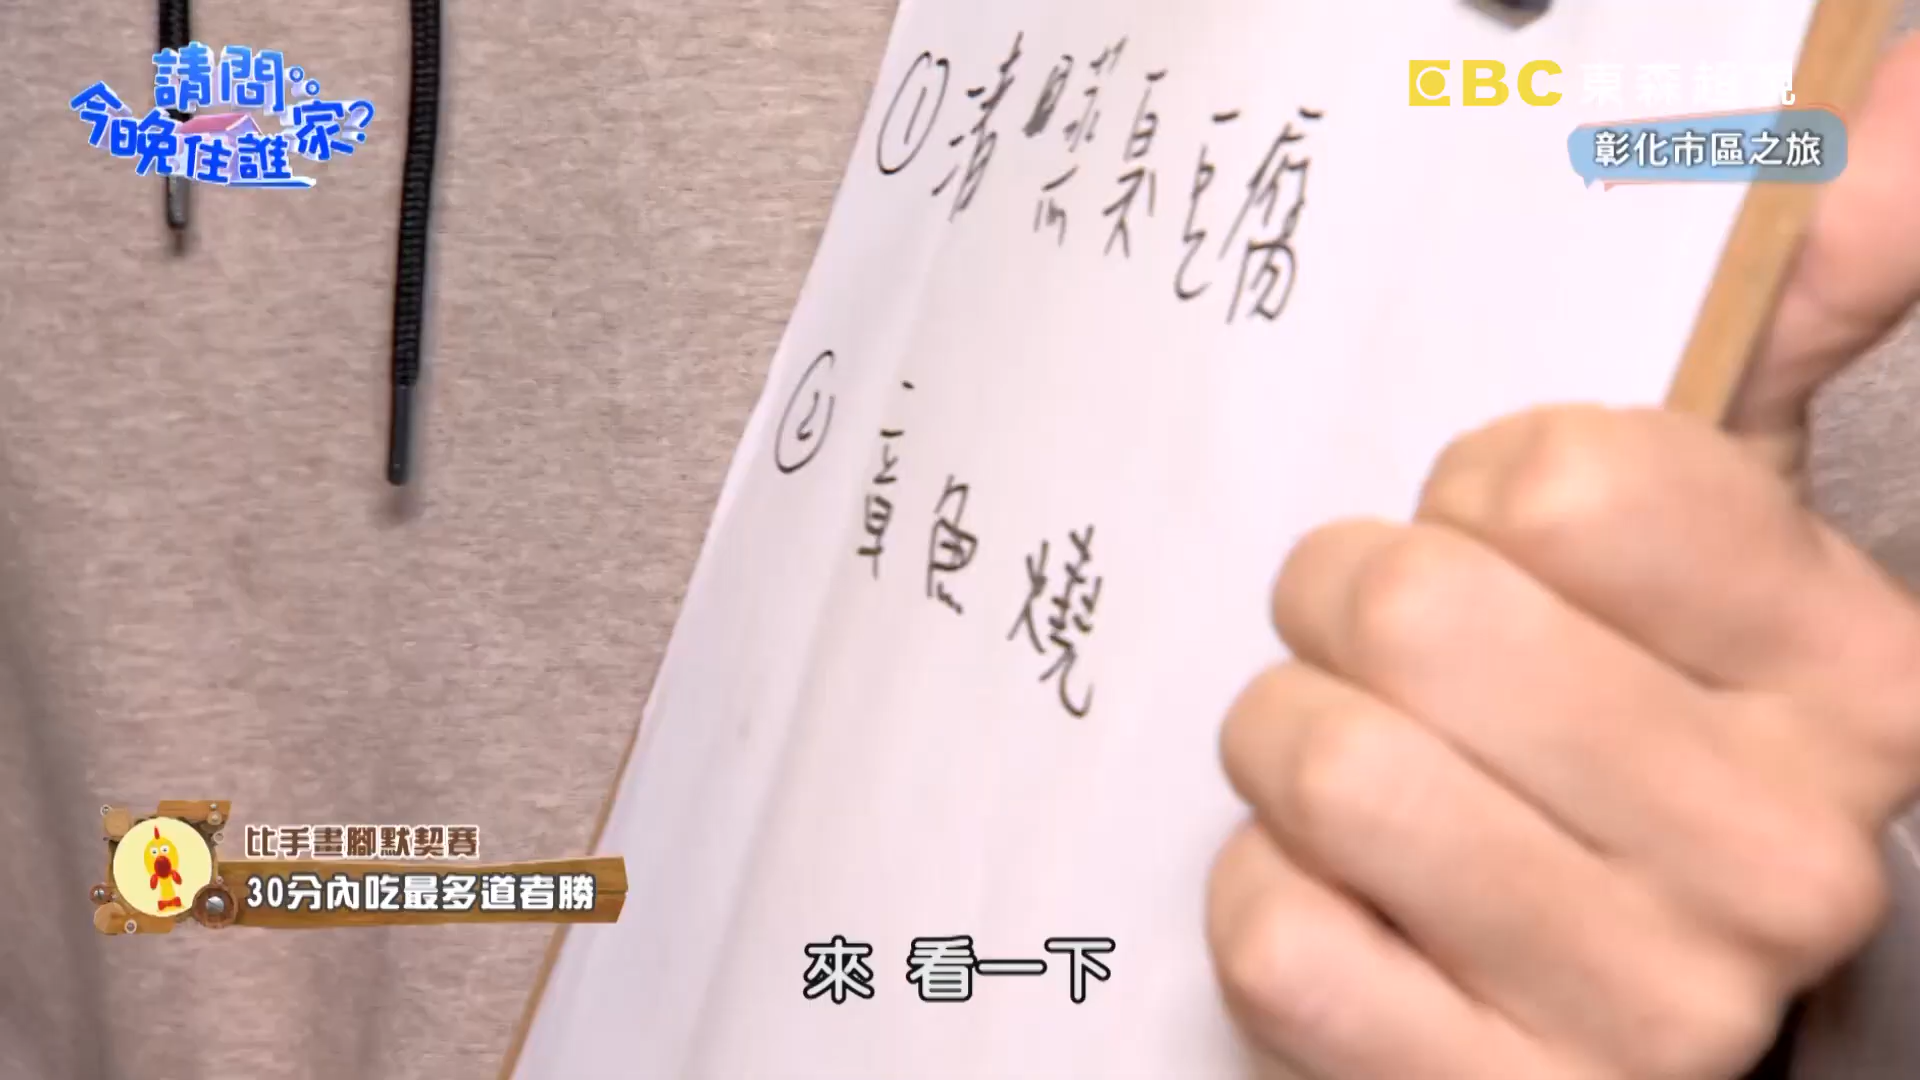 請問
今晚住誰家?
EBC 東森超視
彰化市區之旅
① 清蒸臭豆腐
② 章魚燒
比手畫腳默契賽
30分內吃最多道者勝
來 看一下